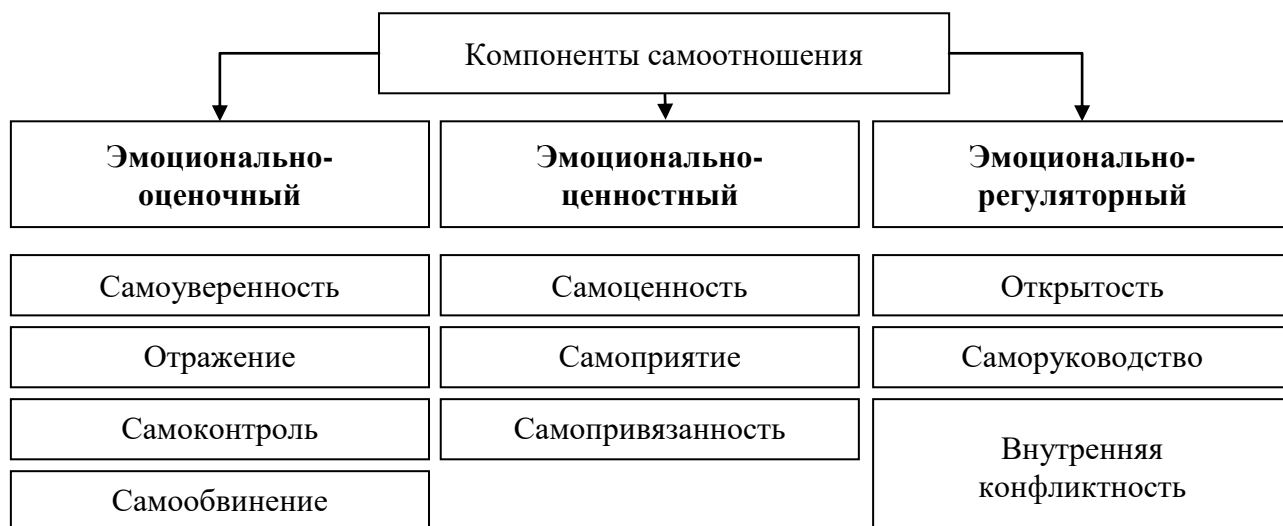 Компоненты самоотношения
Эмоционально-
оценочный
Эмоционально-
ценностный
Эмоционально-
регуляторный
Самоуверенность
Самоценность
Открытость
Отражение
Самоприятие
Саморуководство
Самоконтроль
Самопривязанность
Внутренняя
конфликтность
Самообвинение